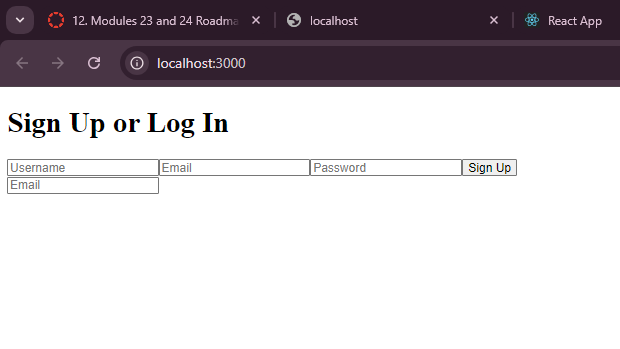 12. Modules 23 and 24 Roadma
localhost
React App
localhost:3000
Sign Up or Log In
Username Email Password Sign Up
Email